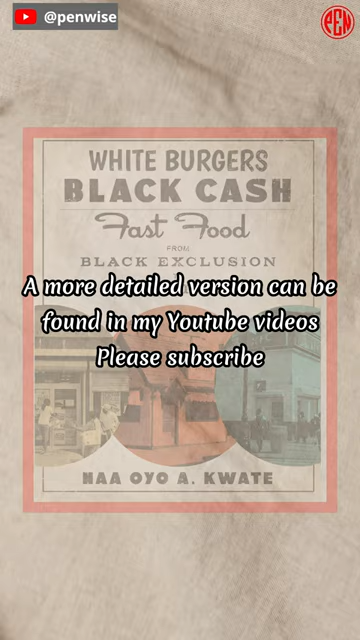 @penwise
PEN
WHITE BURGERS
BLACK CASH
Fast Food
FROM
BLACK EXCLUSION
A more detailed version can be
found in my Youtube videos
Please subscribe
NAA OYO A. KWATE